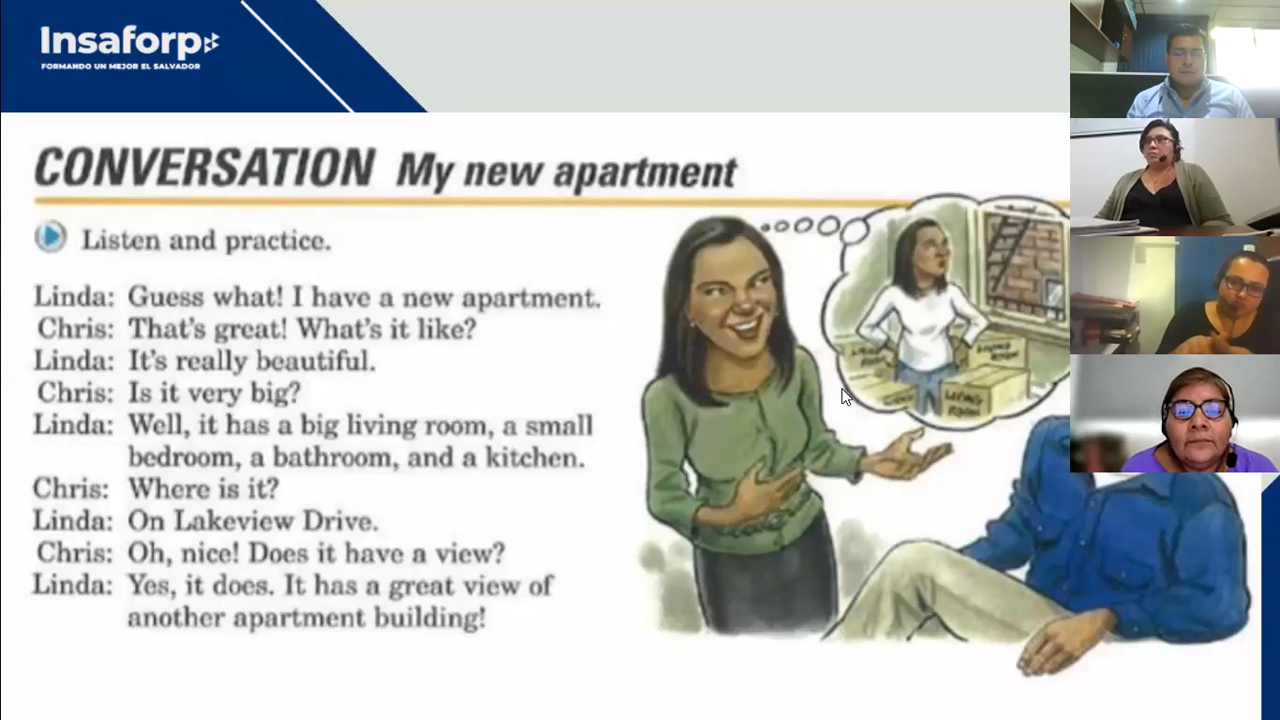 Insaforp
FORMANDO UN MEJOR EL SALVADOR
CONVERSATION My new apartment
Listen and practice.
Linda: Guess what! I have a new apartment.
Chris: That's great! What's it like?
Linda: It's really beautiful.
Chris: Is it very big?
Linda: Well, it has a big living room, a small
bedroom, a bathroom, and a kitchen.
Chris: Where is it?
Linda: On Lakeview Drive.
Chris: Oh, nice! Does it have a view?
Linda: Yes, it does. It has a great view of
another apartment building!
LIVING
ROOM